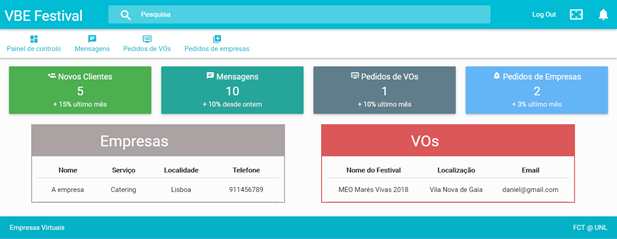 VBE Festival
Pesquisa
Log Out
Painel de controlo
Mensagens
Pedidos de VOs
Pedidos de empresas
Novos Clientes
5
+ 15% ultimo mês
Mensagens
10
+ 10% desde ontem
Pedidos de VOs
1
+ 10% ultimo mês
Pedidos de Empresas
2
+ 3% ultimo mês
Empresas
Nome Serviço Localidade Telefone
A empresa Catering Lisboa 911456789
VOs
Nome do Festival Localização Email
MEO Marés Vivas 2018 Vila Nova de Gaia daniel@gmail.com
Empresas Virtuais
FCT @ UNL